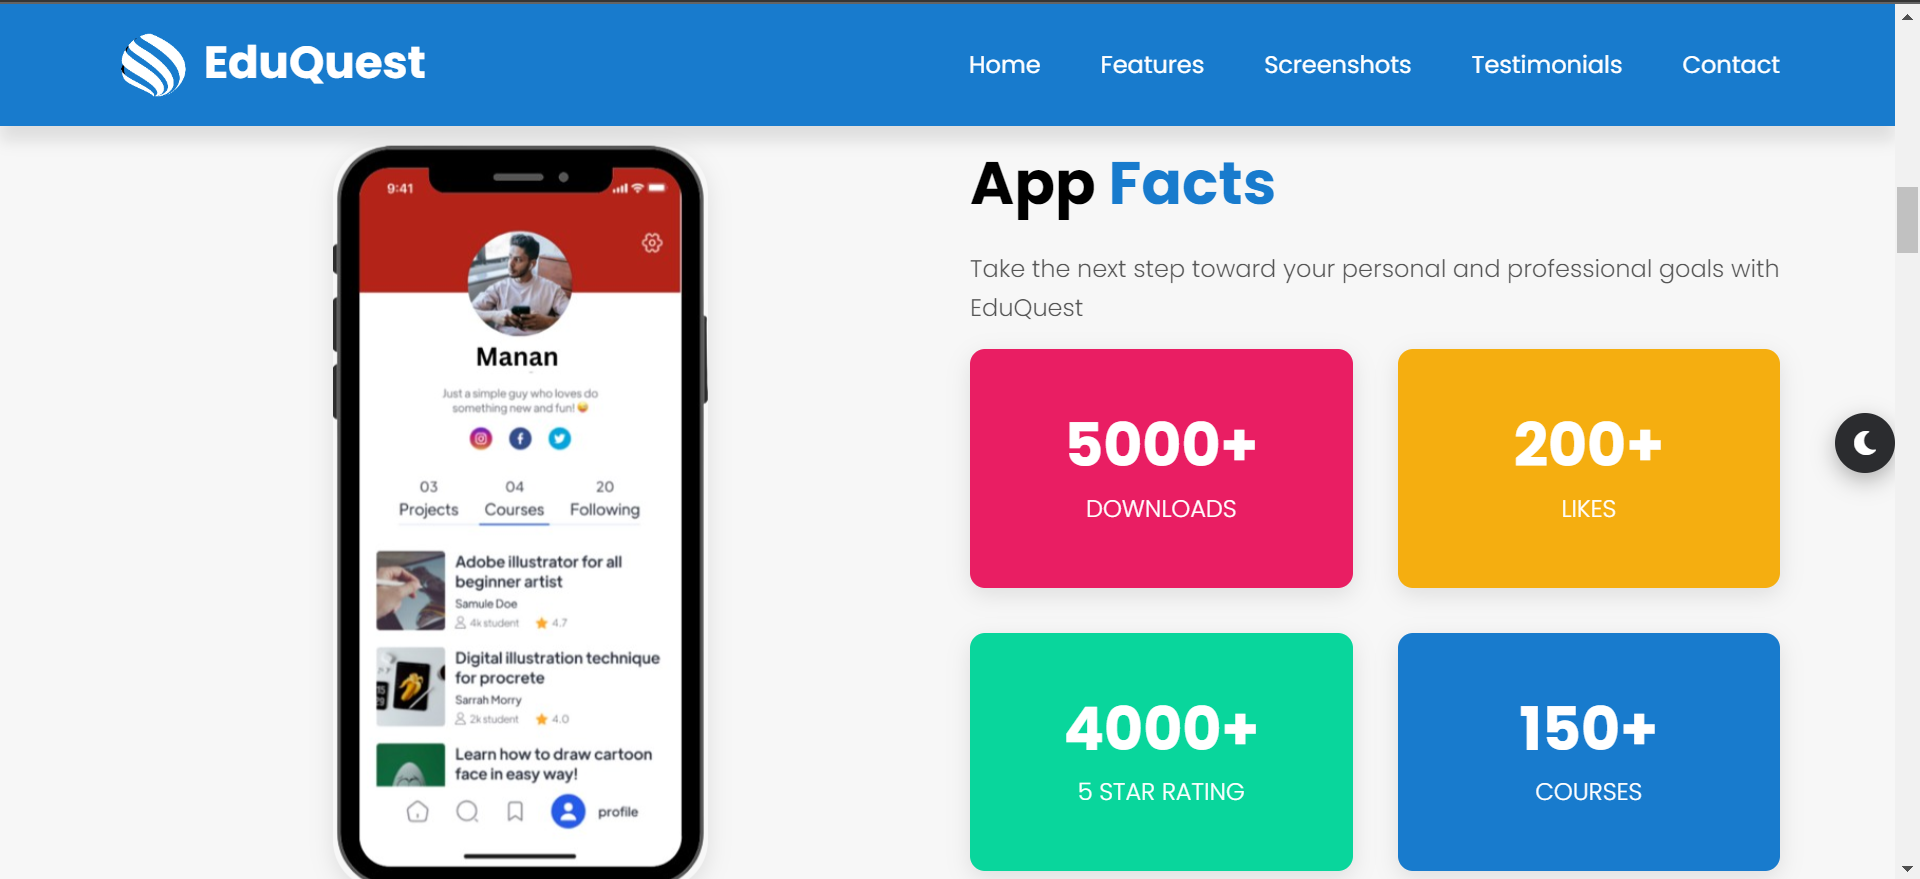 EduQuest
Home Features Screenshots Testimonials Contact
9:41
Manan
Just a simple guy who loves do
something new and fun! 😜
03 04 20
Projects Courses Following
Adobe illustrator for all
beginner artist
Samule Doe
4k student 4.7
Digital illustration technique
for procrete
Sarrah Morry
2k student 4.0
Learn how to draw cartoon
face in easy way!
profile
App Facts
Take the next step toward your personal and professional goals with
EduQuest
5000+
DOWNLOADS
200+
LIKES
4000+
5 STAR RATING
150+
COURSES